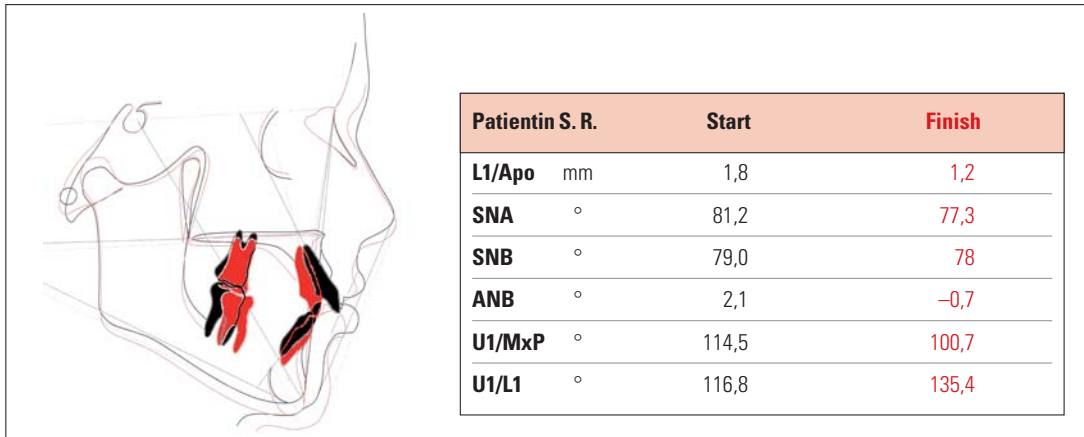 Patientin S. R. Start Finish
L1/Apo mm 1,8 1,2
SNA ° 81,2 77,3
SNB ° 79,0 78
ANB ° 2,1 –0,7
U1/MxP ° 114,5 100,7
U1/L1 ° 116,8 135,4